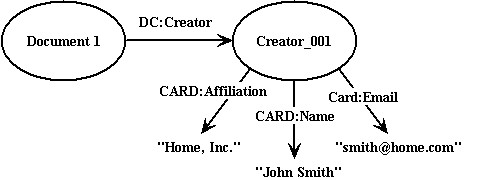 DC:Creator
Document 1
Creator_001
CARD:Affiliation
Card:Email
CARD:Name
"Home, Inc."
"smith@home.com"
"John Smith"